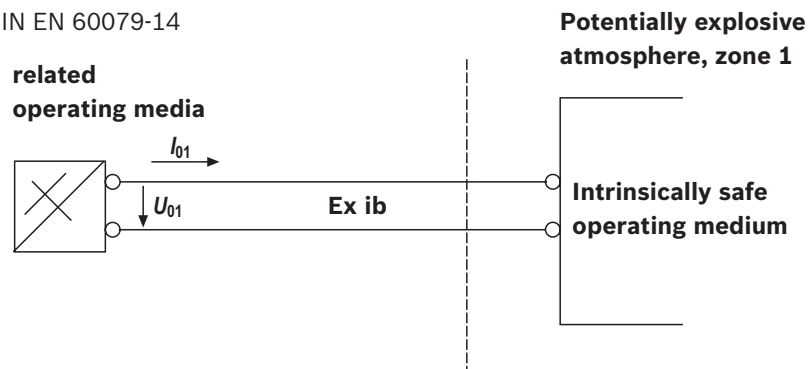 IN EN 60079-14
Potentially explosive
atmosphere, zone 1
related
operating media
I01
U01
Ex ib
Intrinsically safe
operating medium